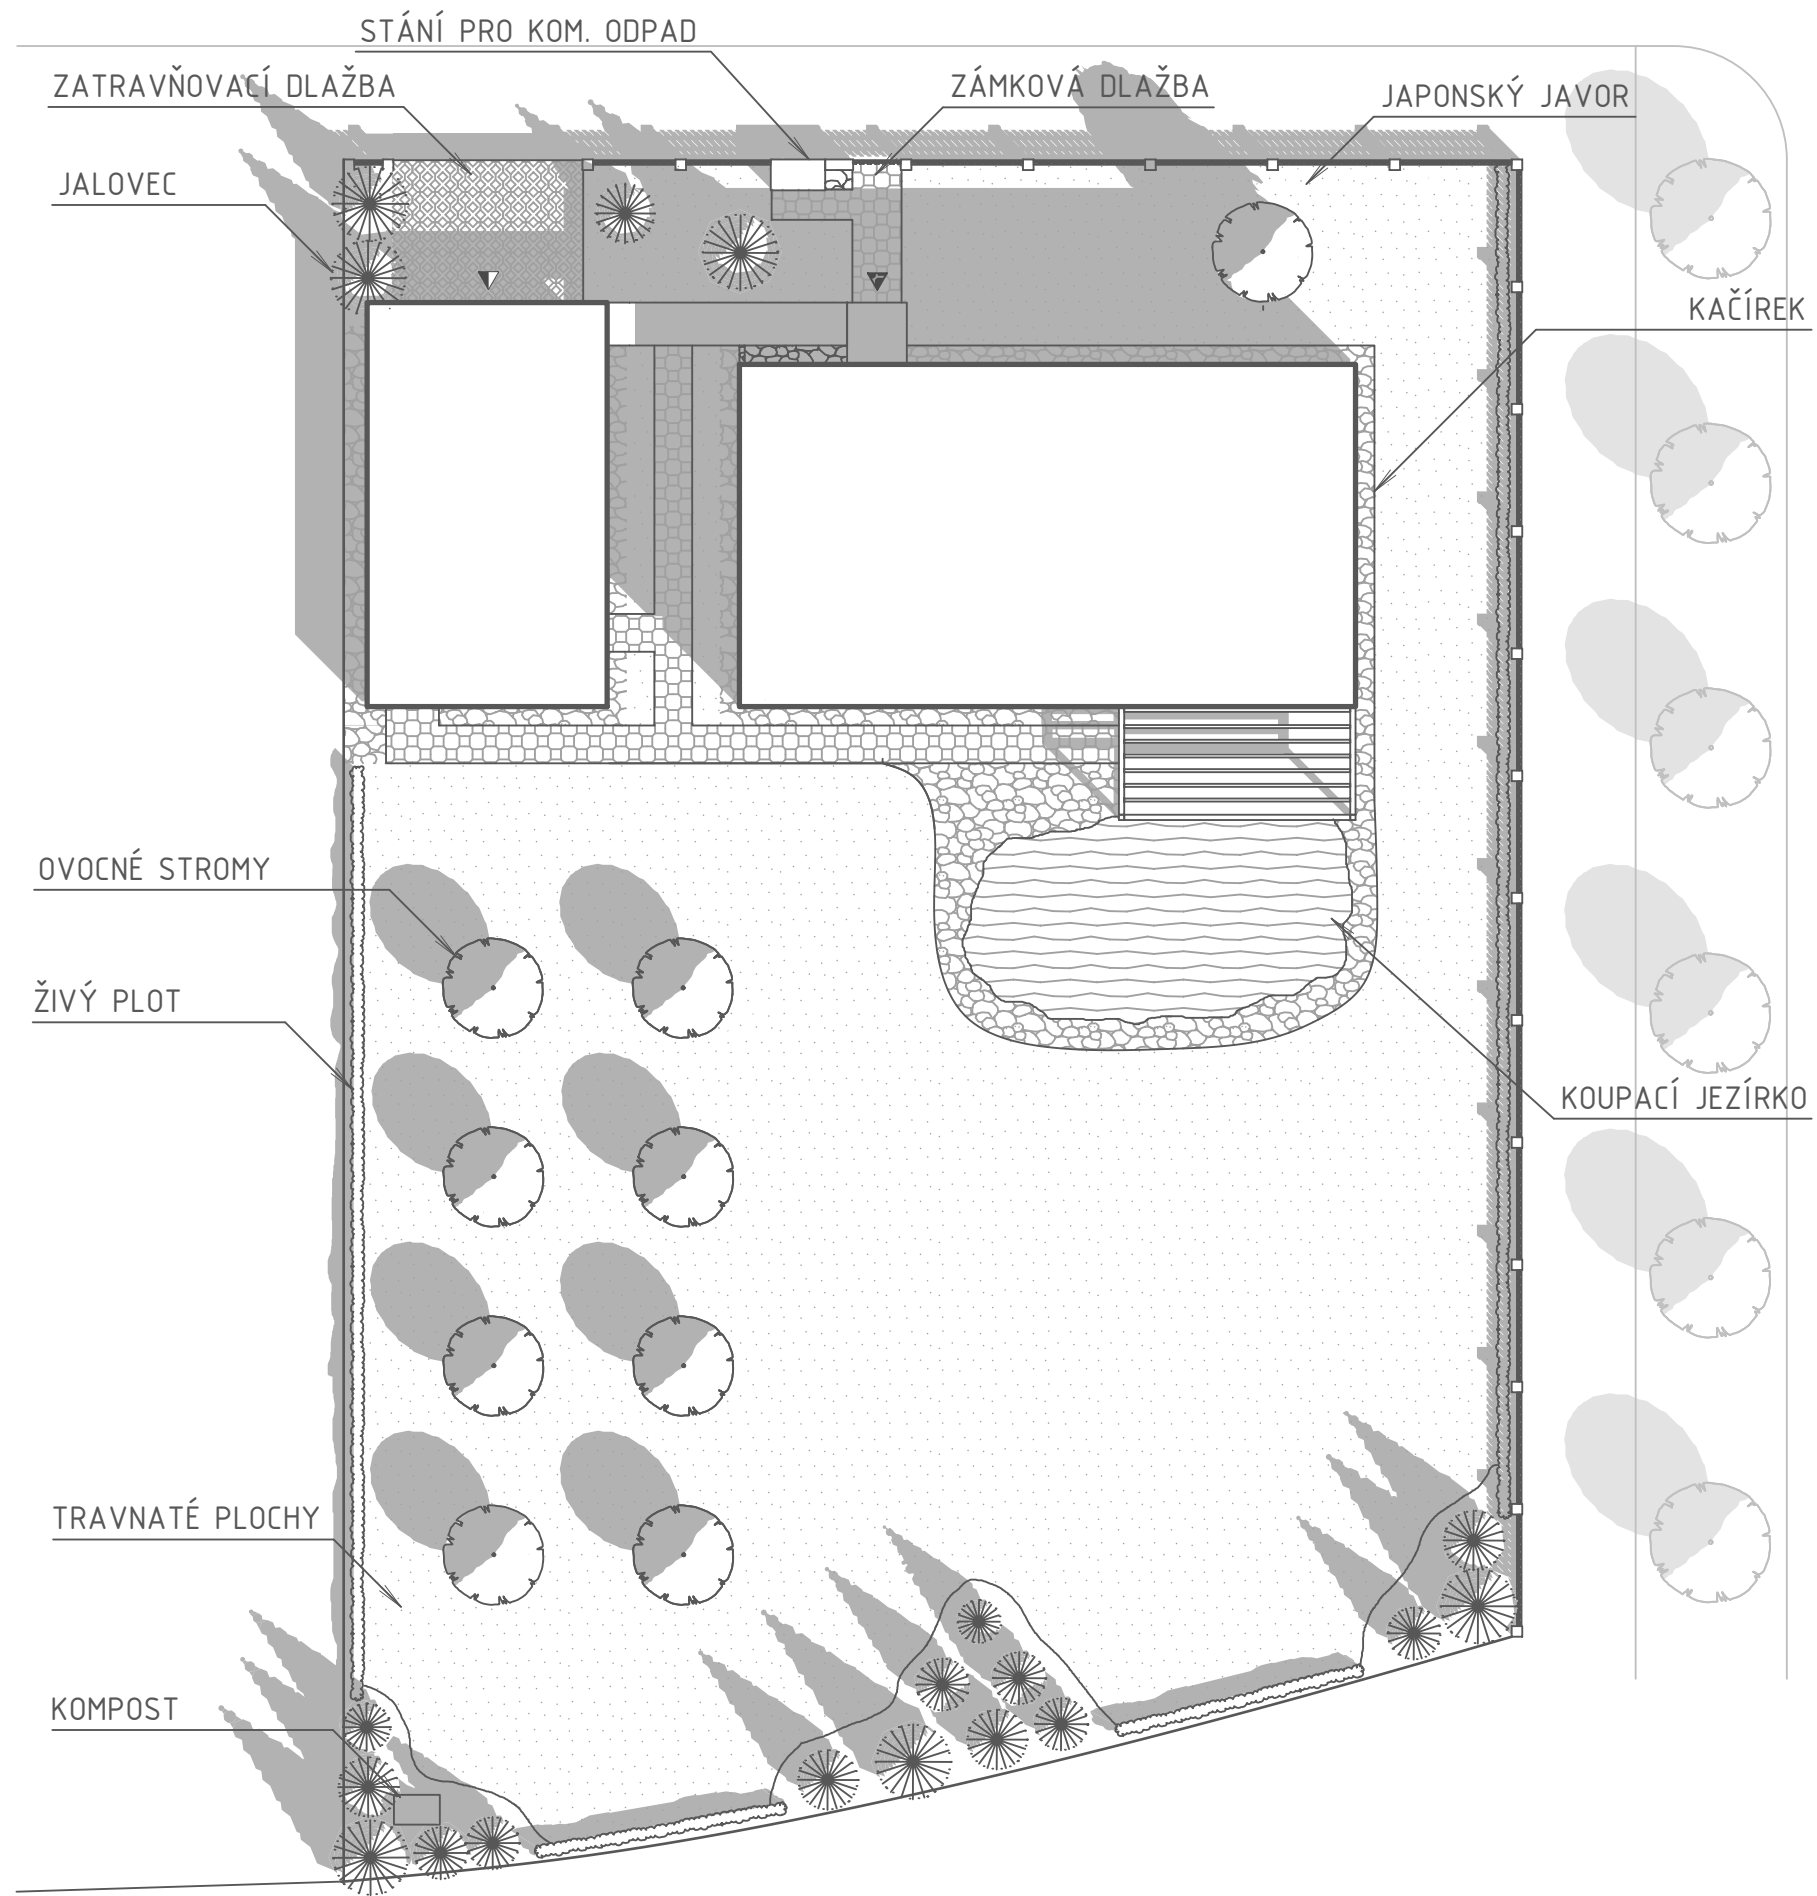 STÁNÍ PRO KOM. ODPAD
ZATRAVŇOVACÍ DLAŽBA
ZÁMKOVÁ DLAŽBA
JAPONSKÝ JAVOR
JALOVEC
KAČÍREK
OVOCNÉ STROMY
ŽIVÝ PLOT
KOUPACÍ JEZÍRKO
TRAVNATÉ PLOCHY
KOMPOST